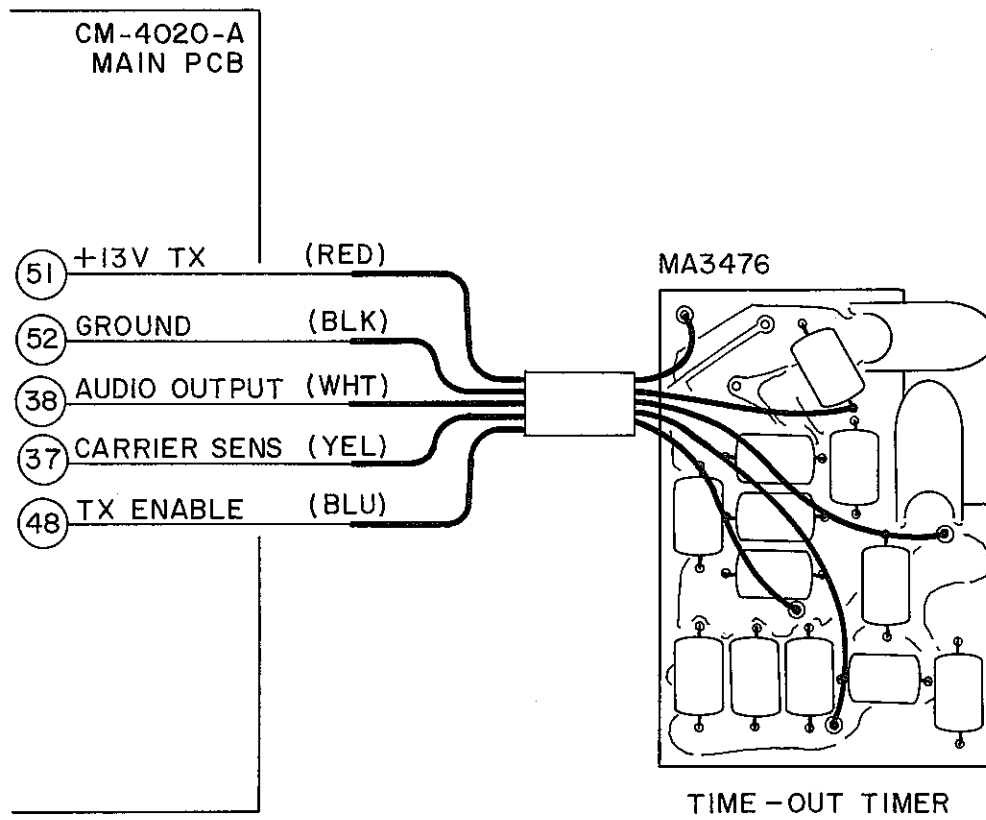 CM-4020-A
MAIN PCB
51 +13V TX (RED)
52 GROUND (BLK)
38 AUDIO OUTPUT (WHT)
37 CARRIER SENS (YEL)
48 TX ENABLE (BLU)
MA3476
TIME-OUT TIMER